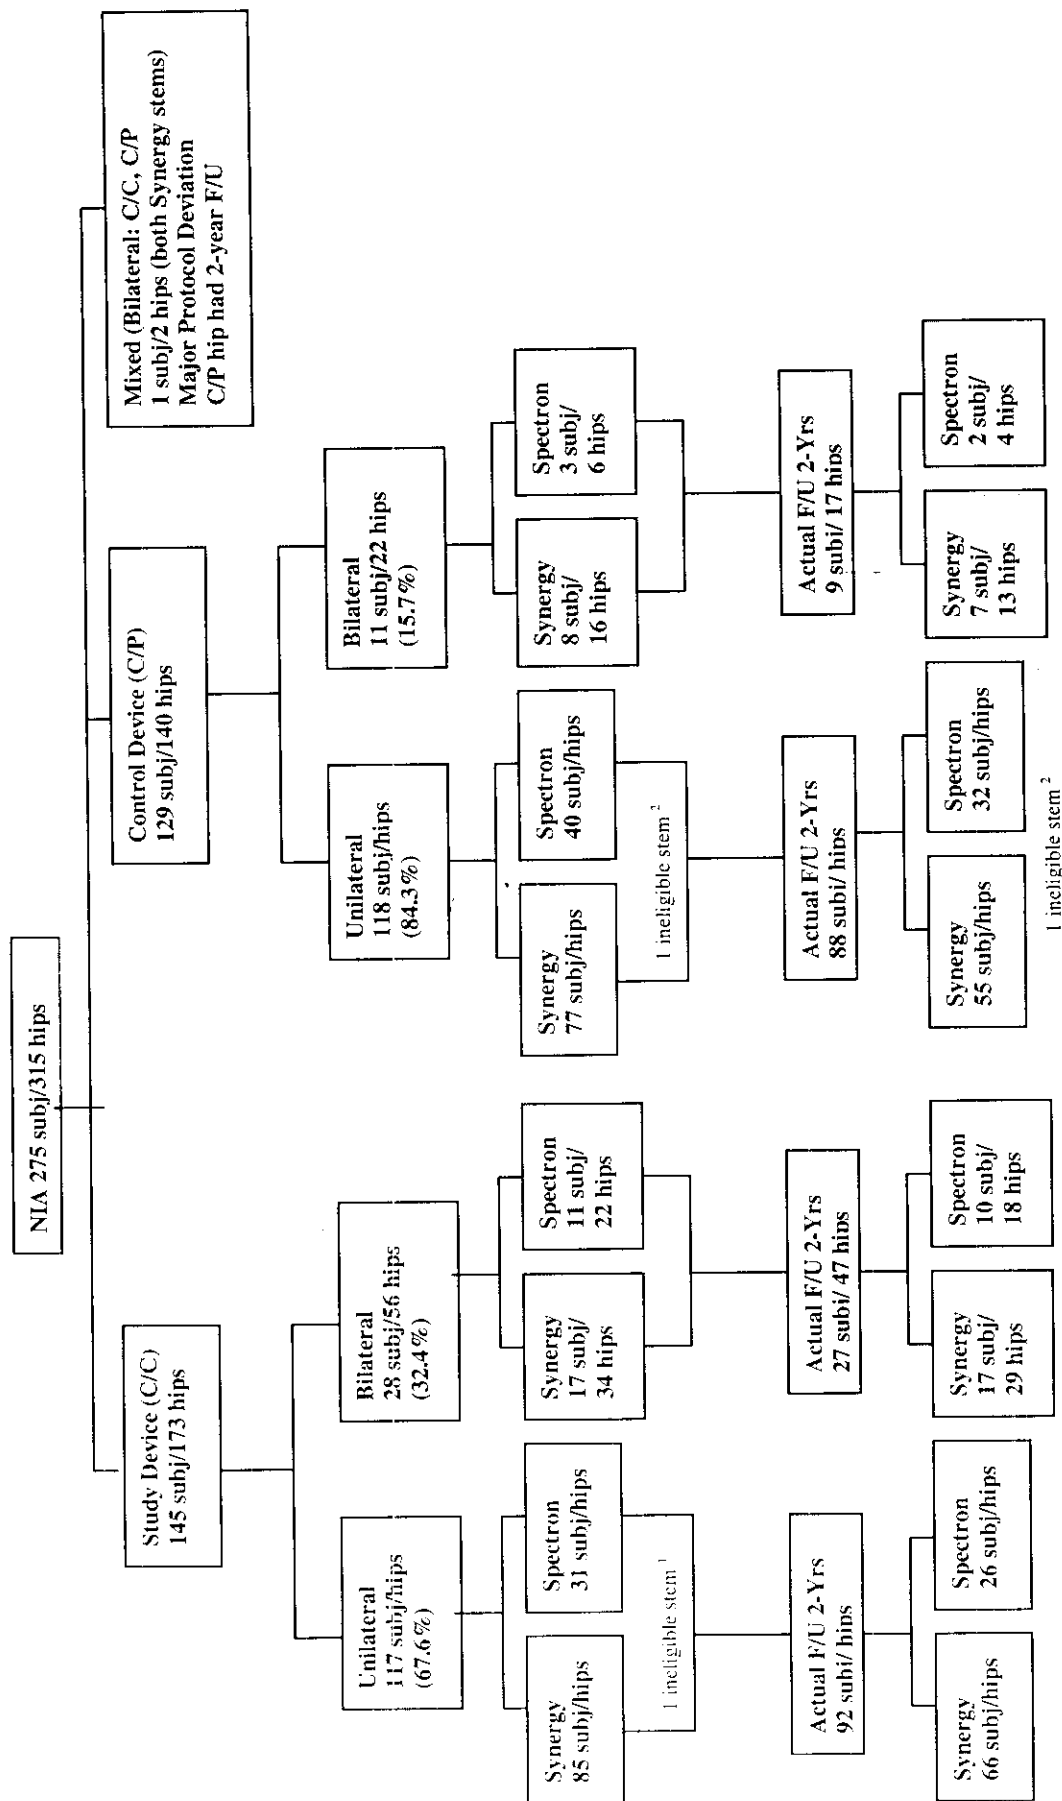 NIA 275 subj/315 hips
Study Device (C/C)
145 subj/173 hips
Control Device (C/P)
129 subj/140 hips
Mixed (Bilateral: C/C, C/P
1 subj/2 hips (both Synergy stems)
Major Protocol Deviation
C/P hip had 2-year F/U
Unilateral
117 subj/hips
(67.6%)
Bilateral
28 subj/56 hips
(32.4%)
Unilateral
118 subj/hips
(84.3%)
Bilateral
11 subj/22 hips
(15.7%)
Synergy
85 subj/hips
Spectron
31 subj/hips
Synergy
17 subj/
34 hips
Spectron
11 subj/
22 hips
Synergy
77 subj/hips
Spectron
40 subj/hips
Synergy
8 subj/
16 hips
Spectron
3 subj/
6 hips
1 ineligible stem 1
1 ineligible stem 2
Actual F/U 2-Yrs
92 subj/ hips
Actual F/U 2-Yrs
27 subj/ 47 hips
Actual F/U 2-Yrs
88 subj/ hips
Actual F/U 2-Yrs
9 subj/ 17 hips
Synergy
66 subj/hips
Spectron
26 subj/hips
Synergy
17 subj/
29 hips
Spectron
10 subj/
18 hips
Synergy
55 subj/hips
Spectron
32 subj/hips
Synergy
7 subj/
13 hips
Spectron
2 subj/
4 hips
1 ineligible stem 2